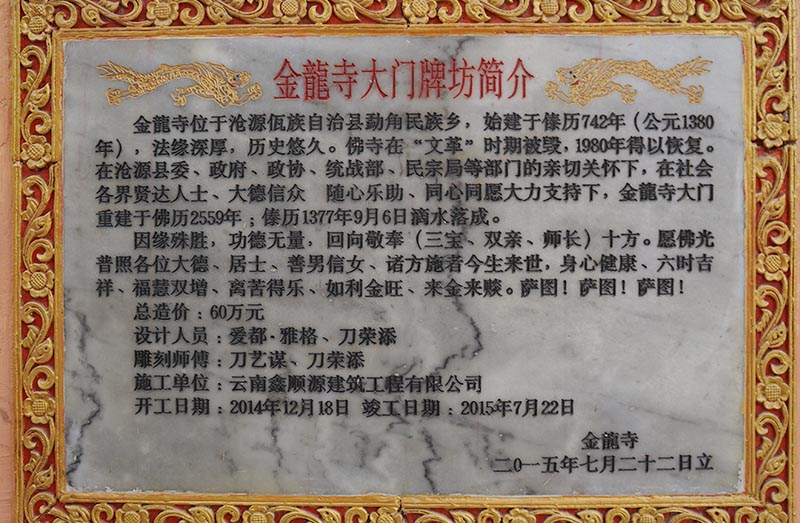 金龍寺大门牌坊简介
金龍寺位于沧源佤族自治县勐角民族乡，始建于傣历742年（公元1380
年），法缘深厚，历史悠久。佛寺在“文革”时期被毁，1980年得以恢复。
在沧源县委、政府、政协、统战部、民宗局等部门的亲切关怀下，在社会
各界贤达人士、大德信众 随心乐助、同心同愿大力支持下，金龍寺大门
重建于佛历2559年；傣历1377年9月6日滴水落成。
因缘殊胜，功德无量，回向敬奉（三宝、双亲、师长）十方。愿佛光
普照各位大德、居士、善男信女、诸方施者今生来世，身心健康、六时吉
祥、福慧双增、离苦得乐、如利金旺、来金来赕。萨图！萨图！萨图！
总造价：60万元
设计人员：爱都·雅格、刀荣添
雕刻师傅：刀艺谋、刀荣添
施工单位：云南鑫顺源建筑工程有限公司
开工日期：2014年12月18日 竣工日期：2015年7月22日
金龍寺
二〇一五年七月二十二日立